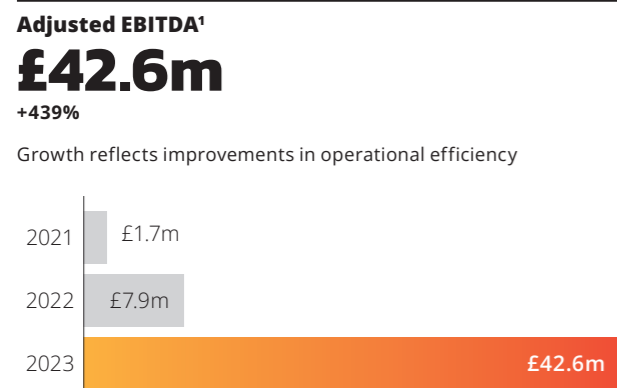 Adjusted EBITDA¹
£42.6m
+439%
Growth reflects improvements in operational efficiency
2021 £1.7m
2022 £7.9m
2023 £42.6m